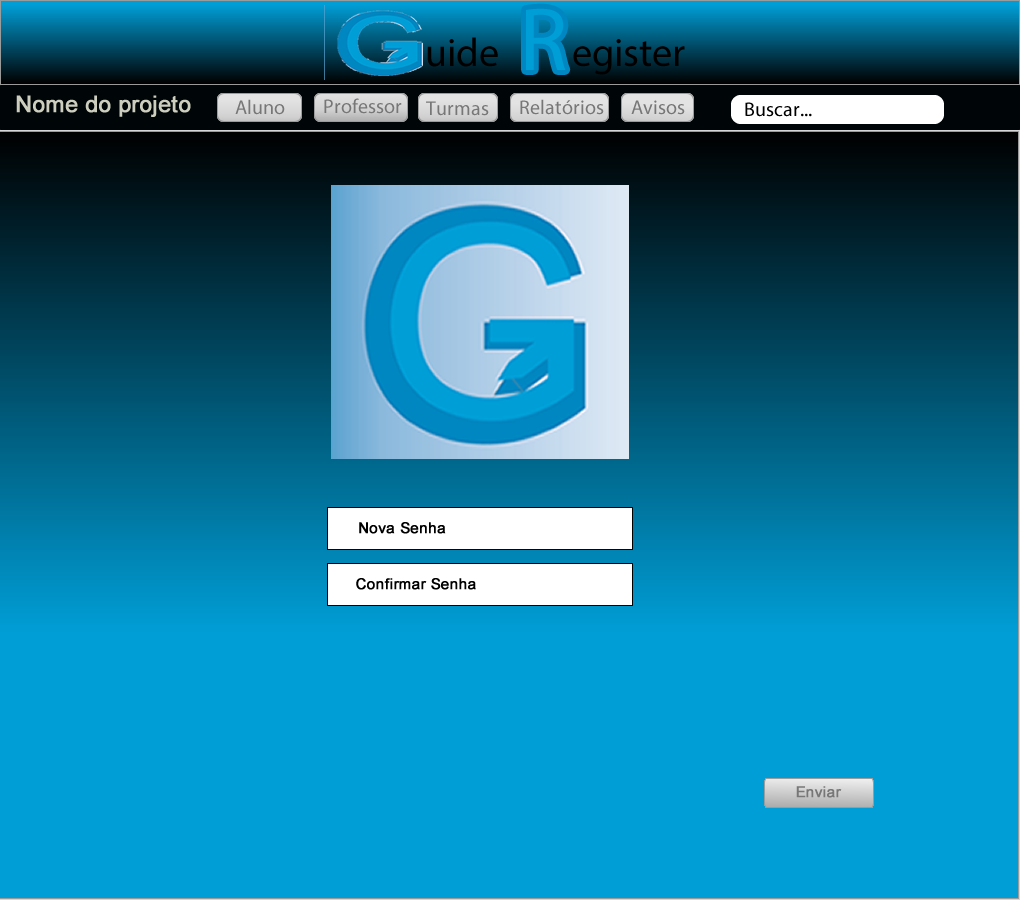 Guide Register
Nome do projeto Aluno Professor Turmas Relatórios Avisos Buscar...
G
Nova Senha
Confirmar Senha
Enviar